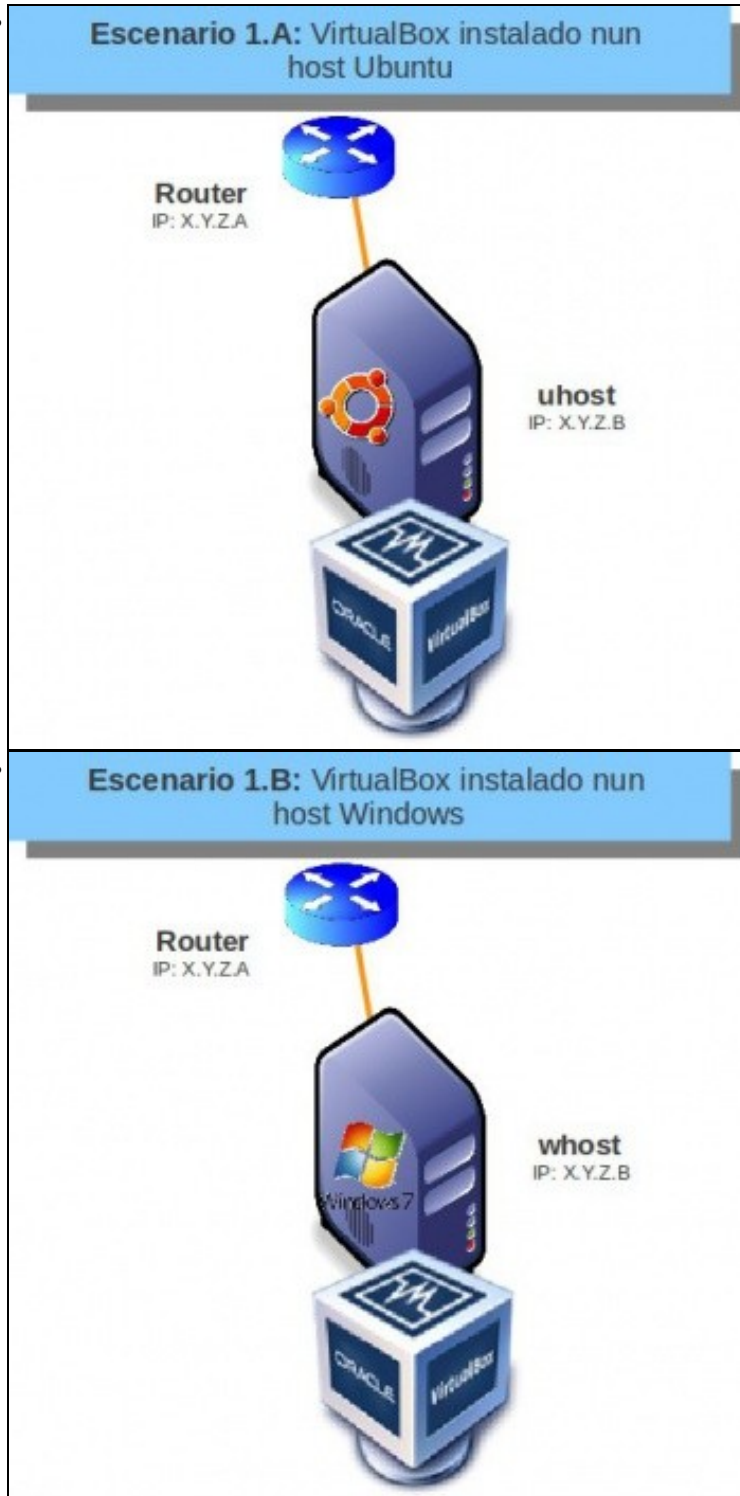 Escenario 1.A: VirtualBox instalado nun
host Ubuntu
Router
IP: X.Y.Z.A
uhost
IP: X.Y.Z.B
ORACLE
VirtualBox
Escenario 1.B: VirtualBox instalado nun
host Windows
Router
IP: X.Y.Z.A
whost
IP: X.Y.Z.B
Windows 7
ORACLE
VirtualBox